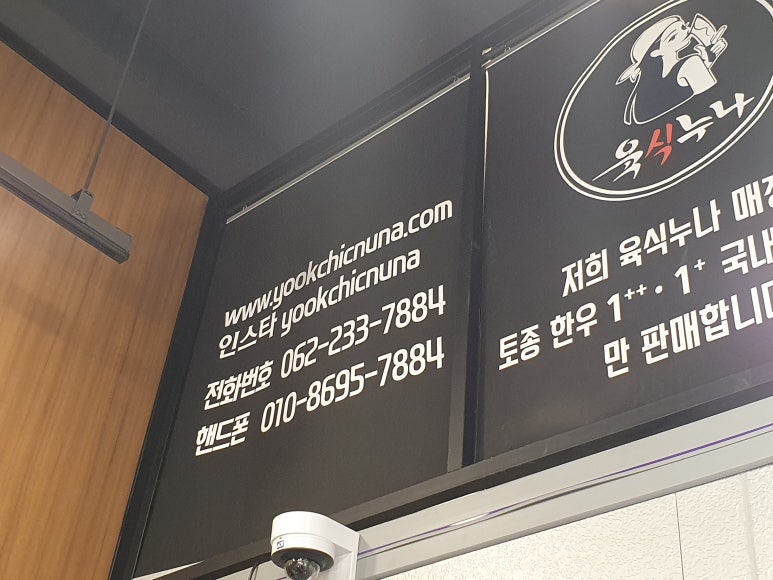 www.yookchicnuna.com
인스타 yookchicnuna
전화번호 062-233-7884
핸드폰 010-8695-7884
육식누나
저희 육식누나
토종 한우 1++·1+ 국내
만 판매합니다